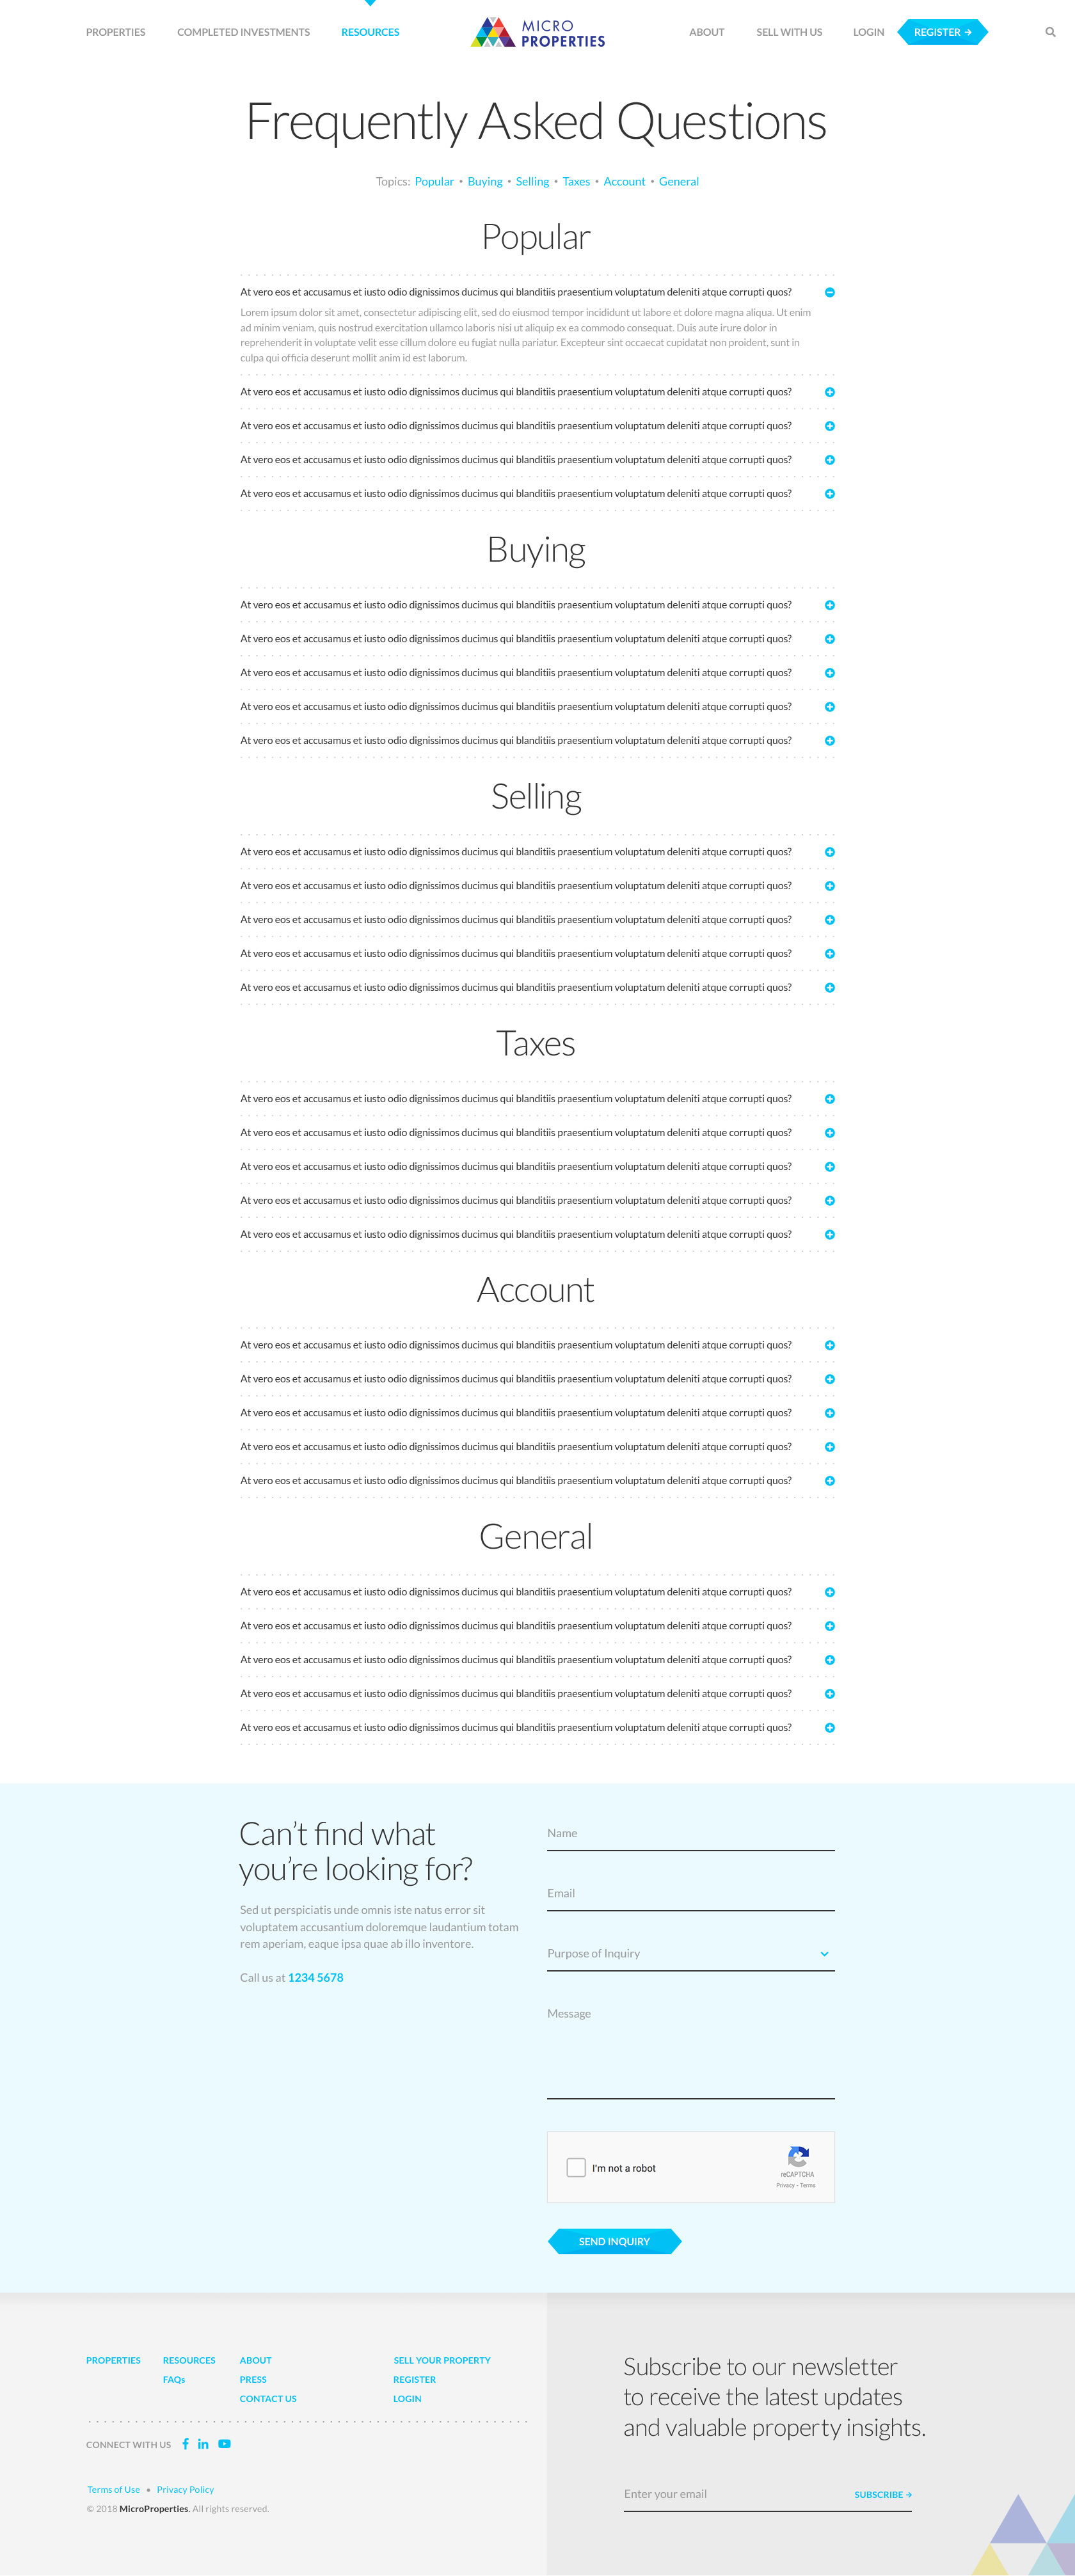 PROPERTIES COMPLETED INVESTMENTS RESOURCES MICRO PROPERTIES ABOUT SELL WITH US LOGIN REGISTER →
Frequently Asked Questions
Topics: Popular • Buying • Selling • Taxes • Account • General
Popular
At vero eos et accusamus et iusto odio dignissimos ducimus qui blanditiis praesentium voluptatum deleniti atque corrupti quos?
Lorem ipsum dolor sit amet, consectetur adipiscing elit, sed do eiusmod tempor incididunt ut labore et dolore magna aliqua. Ut enim
ad minim veniam, quis nostrud exercitation ullamco laboris nisi ut aliquip ex ea commodo consequat. Duis aute irure dolor in
reprehenderit in voluptate velit esse cillum dolore eu fugiat nulla pariatur. Excepteur sint occaecat cupidatat non proident, sunt in
culpa qui officia deserunt mollit anim id est laborum.
At vero eos et accusamus et iusto odio dignissimos ducimus qui blanditiis praesentium voluptatum deleniti atque corrupti quos?
At vero eos et accusamus et iusto odio dignissimos ducimus qui blanditiis praesentium voluptatum deleniti atque corrupti quos?
At vero eos et accusamus et iusto odio dignissimos ducimus qui blanditiis praesentium voluptatum deleniti atque corrupti quos?
At vero eos et accusamus et iusto odio dignissimos ducimus qui blanditiis praesentium voluptatum deleniti atque corrupti quos?
Buying
At vero eos et accusamus et iusto odio dignissimos ducimus qui blanditiis praesentium voluptatum deleniti atque corrupti quos?
At vero eos et accusamus et iusto odio dignissimos ducimus qui blanditiis praesentium voluptatum deleniti atque corrupti quos?
At vero eos et accusamus et iusto odio dignissimos ducimus qui blanditiis praesentium voluptatum deleniti atque corrupti quos?
At vero eos et accusamus et iusto odio dignissimos ducimus qui blanditiis praesentium voluptatum deleniti atque corrupti quos?
At vero eos et accusamus et iusto odio dignissimos ducimus qui blanditiis praesentium voluptatum deleniti atque corrupti quos?
Selling
At vero eos et accusamus et iusto odio dignissimos ducimus qui blanditiis praesentium voluptatum deleniti atque corrupti quos?
At vero eos et accusamus et iusto odio dignissimos ducimus qui blanditiis praesentium voluptatum deleniti atque corrupti quos?
At vero eos et accusamus et iusto odio dignissimos ducimus qui blanditiis praesentium voluptatum deleniti atque corrupti quos?
At vero eos et accusamus et iusto odio dignissimos ducimus qui blanditiis praesentium voluptatum deleniti atque corrupti quos?
At vero eos et accusamus et iusto odio dignissimos ducimus qui blanditiis praesentium voluptatum deleniti atque corrupti quos?
Taxes
At vero eos et accusamus et iusto odio dignissimos ducimus qui blanditiis praesentium voluptatum deleniti atque corrupti quos?
At vero eos et accusamus et iusto odio dignissimos ducimus qui blanditiis praesentium voluptatum deleniti atque corrupti quos?
At vero eos et accusamus et iusto odio dignissimos ducimus qui blanditiis praesentium voluptatum deleniti atque corrupti quos?
At vero eos et accusamus et iusto odio dignissimos ducimus qui blanditiis praesentium voluptatum deleniti atque corrupti quos?
At vero eos et accusamus et iusto odio dignissimos ducimus qui blanditiis praesentium voluptatum deleniti atque corrupti quos?
Account
At vero eos et accusamus et iusto odio dignissimos ducimus qui blanditiis praesentium voluptatum deleniti atque corrupti quos?
At vero eos et accusamus et iusto odio dignissimos ducimus qui blanditiis praesentium voluptatum deleniti atque corrupti quos?
At vero eos et accusamus et iusto odio dignissimos ducimus qui blanditiis praesentium voluptatum deleniti atque corrupti quos?
At vero eos et accusamus et iusto odio dignissimos ducimus qui blanditiis praesentium voluptatum deleniti atque corrupti quos?
At vero eos et accusamus et iusto odio dignissimos ducimus qui blanditiis praesentium voluptatum deleniti atque corrupti quos?
General
At vero eos et accusamus et iusto odio dignissimos ducimus qui blanditiis praesentium voluptatum deleniti atque corrupti quos?
At vero eos et accusamus et iusto odio dignissimos ducimus qui blanditiis praesentium voluptatum deleniti atque corrupti quos?
At vero eos et accusamus et iusto odio dignissimos ducimus qui blanditiis praesentium voluptatum deleniti atque corrupti quos?
At vero eos et accusamus et iusto odio dignissimos ducimus qui blanditiis praesentium voluptatum deleniti atque corrupti quos?
At vero eos et accusamus et iusto odio dignissimos ducimus qui blanditiis praesentium voluptatum deleniti atque corrupti quos?
Can't find what
you're looking for?
Sed ut perspiciatis unde omnis iste natus error sit
voluptatem accusantium doloremque laudantium totam
rem aperiam, eaque ipsa quae ab illo inventore.
Call us at 1234 5678
Name
Email
Purpose of Inquiry
Message
I'm not a robot
reCAPTCHA
Privacy - Terms
SEND INQUIRY
PROPERTIES RESOURCES ABOUT SELL YOUR PROPERTY
FAQs PRESS REGISTER
CONTACT US LOGIN
CONNECT WITH US
Terms of Use • Privacy Policy
© 2018 MicroProperties. All rights reserved.
Subscribe to our newsletter
to receive the latest updates
and valuable property insights.
Enter your email SUBSCRIBE →